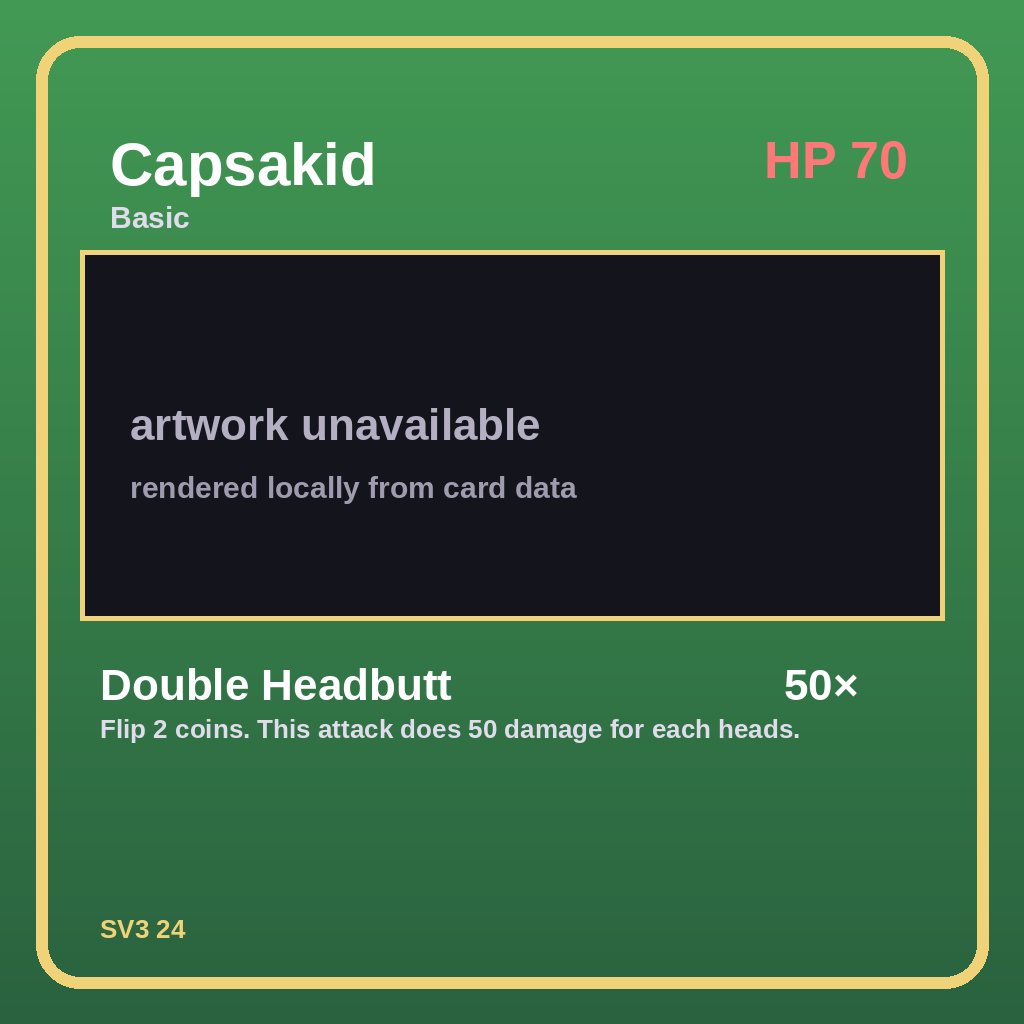 Capsakid
HP 70
Basic
artwork unavailable
rendered locally from card data
Double Headbutt
50×
Flip 2 coins. This attack does 50 damage for each heads.
SV3 24